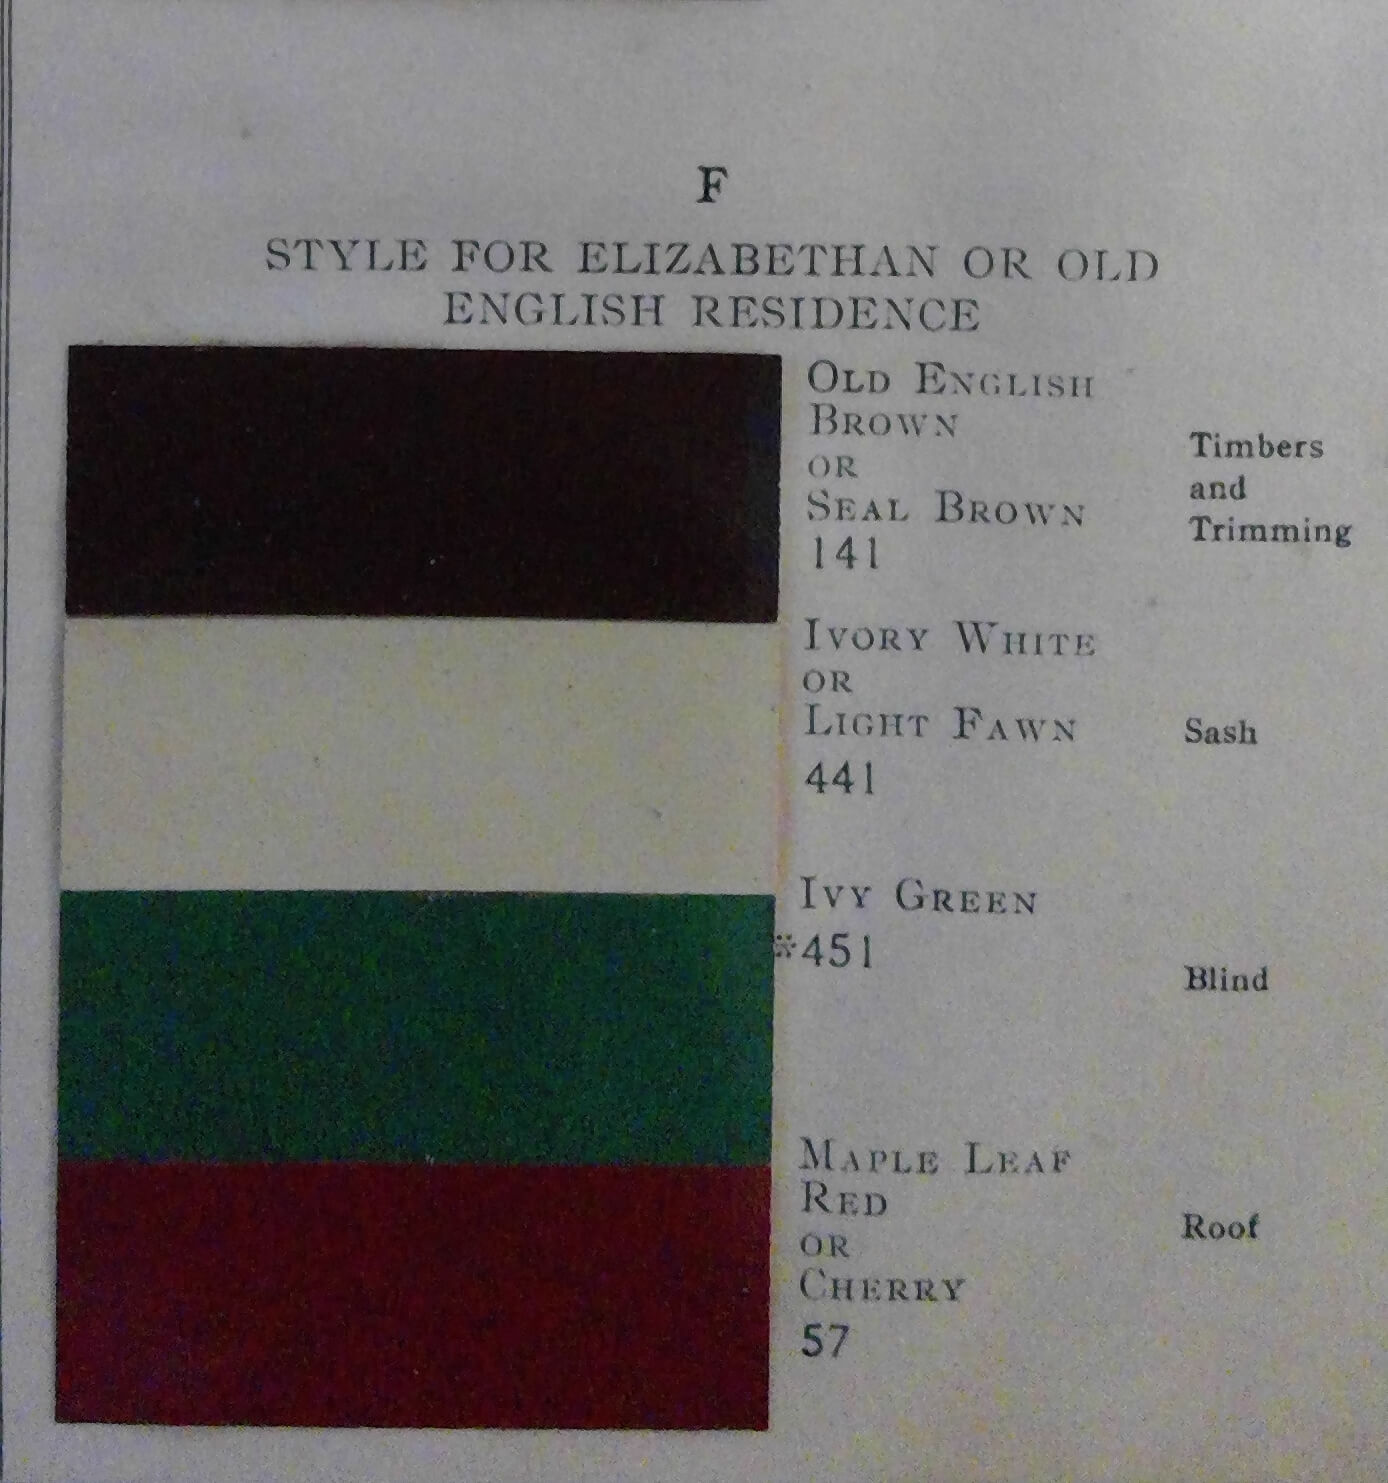 F
STYLE FOR ELIZABETHAN OR OLD
ENGLISH RESIDENCE
OLD ENGLISH
BROWN
OR
SEAL BROWN
141
Timbers
and
Trimming
IVORY WHITE
OR
LIGHT FAWN
441
Sash
IVY GREEN
※451
Blind
MAPLE LEAF
RED
OR
CHERRY
57
Roof